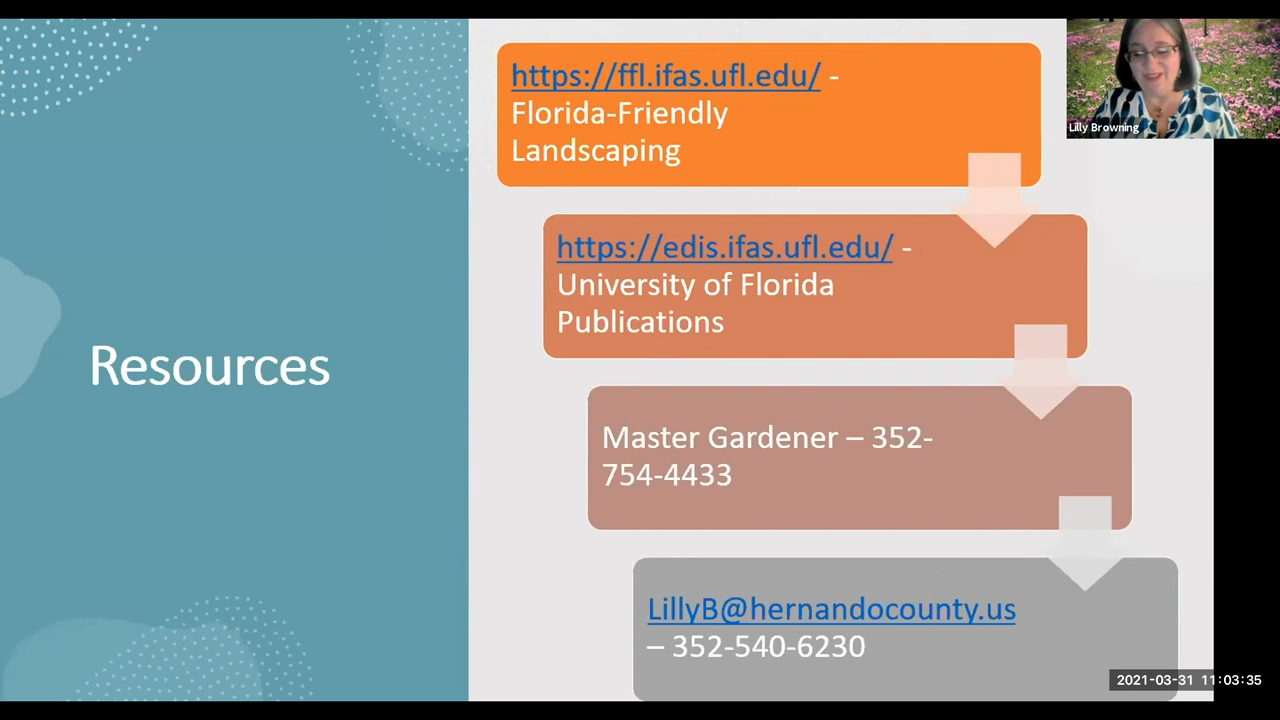 Resources
https://ffl.ifas.ufl.edu/ -
Florida-Friendly
Landscaping
https://edis.ifas.ufl.edu/ -
University of Florida
Publications
Master Gardener – 352-
754-4433
LillyB@hernandocounty.us
– 352-540-6230
Lilly Browning
2021-03-31 11:03:35